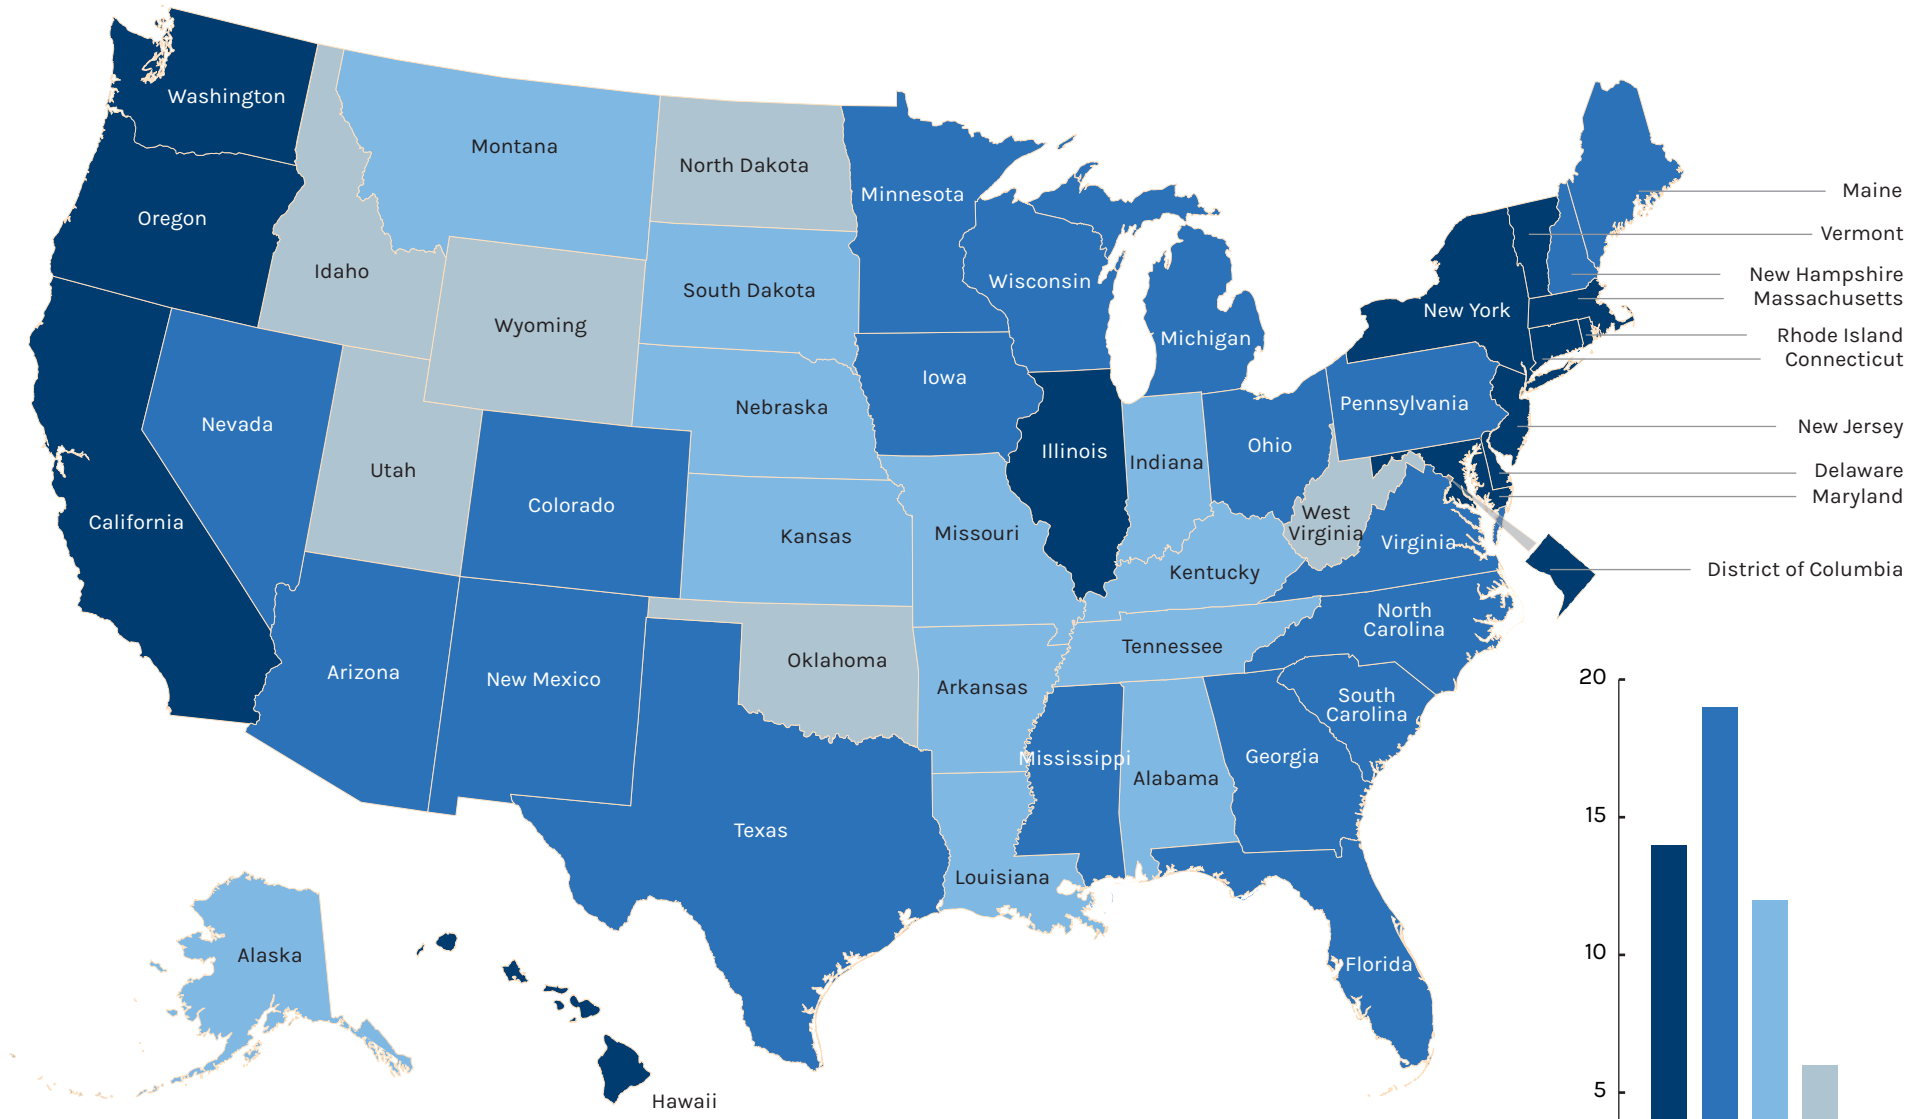 Washington
Montana
North Dakota
Minnesota
Maine
Oregon
Vermont
Idaho
New Hampshire
Wisconsin
South Dakota
Massachusetts
New York
Wyoming
Rhode Island
Michigan
Connecticut
Iowa
Pennsylvania
Nebraska
Nevada
New Jersey
Ohio
Illinois
Indiana
Utah
Delaware
Maryland
Colorado
West
Virginia
California
Missouri
Kansas
Virginia
District of Columbia
Kentucky
North
Carolina
Tennessee
Oklahoma
Arizona
New Mexico
20
Arkansas
South
Carolina
Mississippi
Georgia
Alabama
15
Texas
Louisiana
Alaska
10
Florida
5
Hawaii